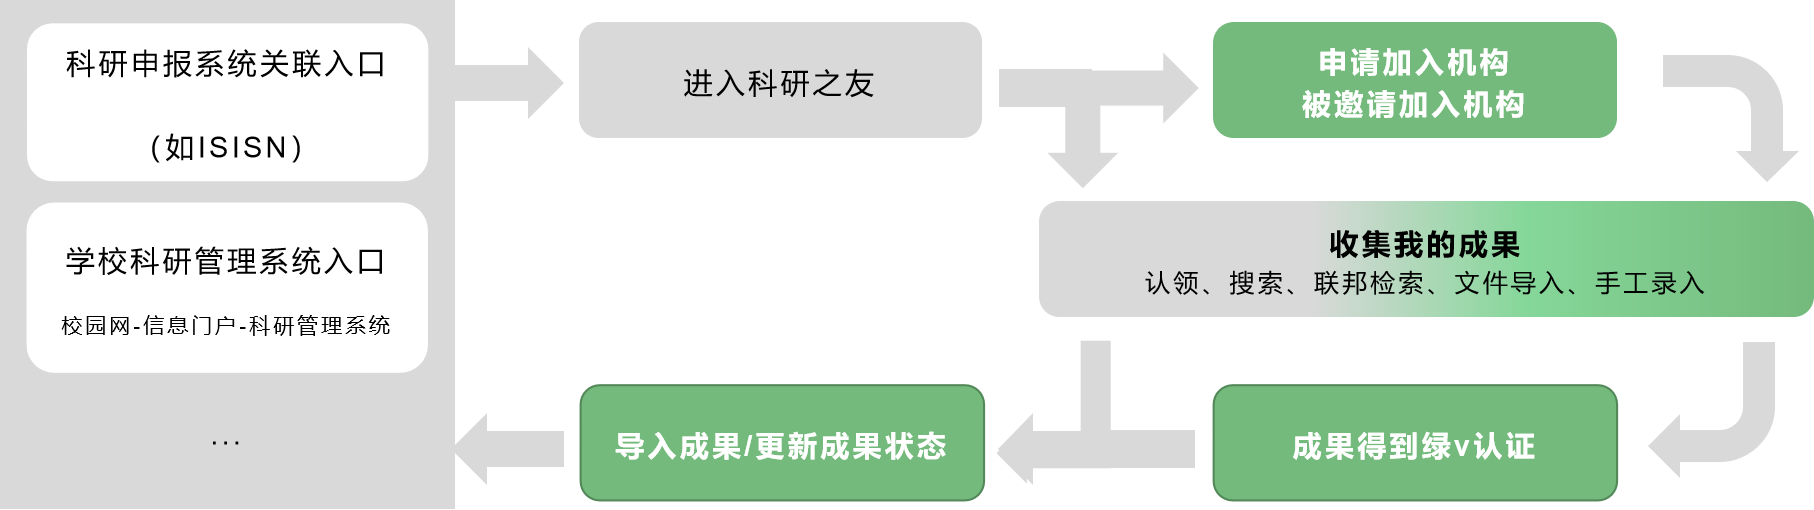 科研申报系统关联入口
（如ISISN）
学校科研管理系统入口
校园网-信息门户-科研管理系统
...
进入科研之友
申请加入机构
被邀请加入机构
收集我的成果
认领、搜索、联邦检索、文件导入、手工录入
成果得到绿v认证
导入成果/更新成果状态